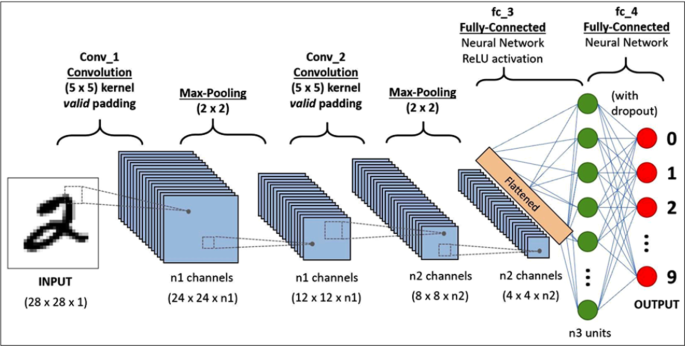 Conv_1
Convolution
(5 x 5) kernel
valid padding
Max-Pooling
(2 x 2)
Conv_2
Convolution
(5 x 5) kernel
valid padding
Max-Pooling
(2 x 2)
fc_3
Fully-Connected
Neural Network
ReLU activation
fc_4
Fully-Connected
Neural Network
(with
dropout)
2
INPUT
(28 x 28 x 1)
n1 channels
(24 x 24 x n1)
n1 channels
(12 x 12 x n1)
n2 channels
(8 x 8 x n2)
n2 channels
(4 x 4 x n2)
Flattened
n3 units
0
1
2
9
OUTPUT